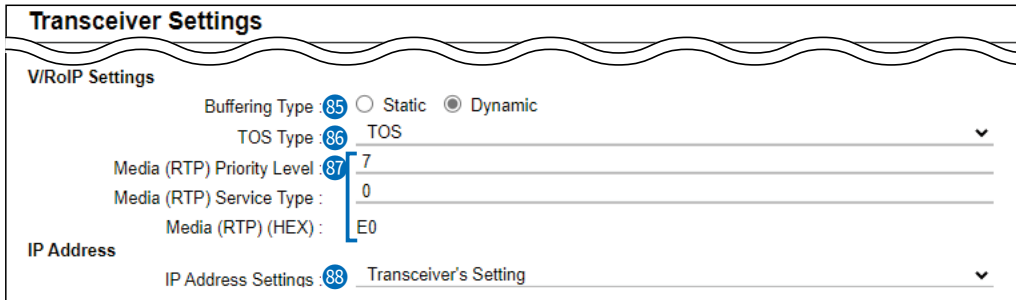 Transceiver Settings
V/RoIP Settings
Buffering Type : 85 Static Dynamic
TOS Type : 86 TOS
Media (RTP) Priority Level : 87 7
Media (RTP) Service Type : 0
Media (RTP) (HEX) : E0
IP Address
IP Address Settings : 88 Transceiver's Setting